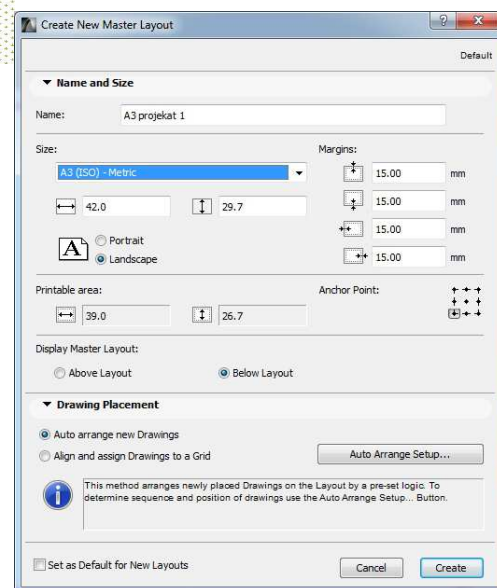 Create New Master Layout
Default
Name and Size
Name: A3 projekat 1
Size: Margins:
A3 (ISO) - Metric 15.00 mm
15.00 mm
42.0 29.7 15.00 mm
A Portrait 15.00 mm
Landscape
Printable area: Anchor Point:
39.0 26.7
Display Master Layout:
Above Layout Below Layout
Drawing Placement
Auto arrange new Drawings
Align and assign Drawings to a Grid Auto Arrange Setup...
This method arranges newly placed Drawings on the Layout by a pre-set logic. To
determine sequence and position of drawings use the Auto Arrange Setup... Button.
Set as Default for New Layouts Cancel Create